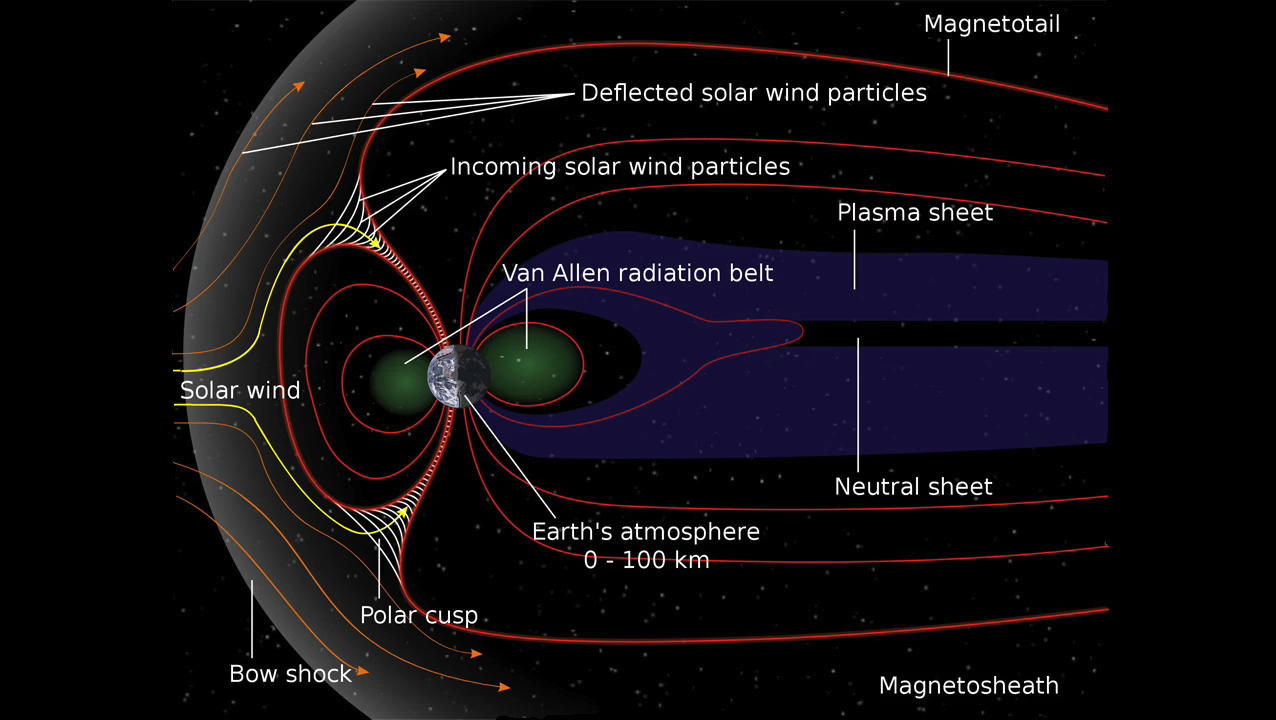 Magnetotail
Deflected solar wind particles
Incoming solar wind particles
Plasma sheet
Van Allen radiation belt
Solar wind
Neutral sheet
Earth's atmosphere
0 - 100 km
Polar cusp
Bow shock
Magnetosheath